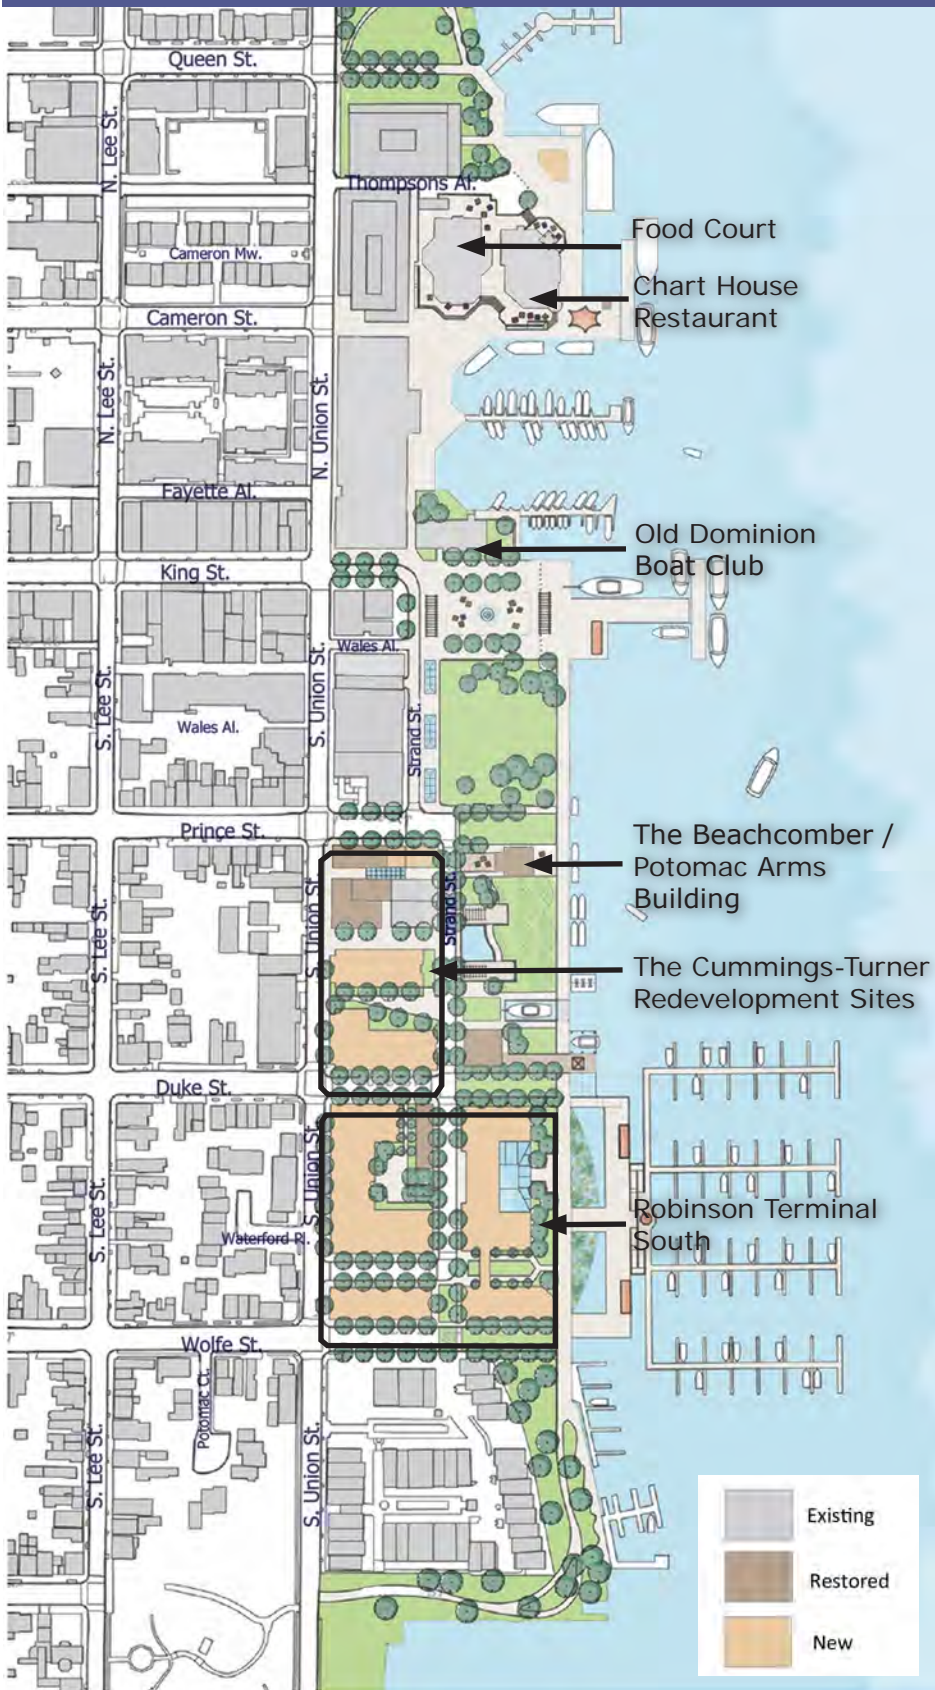 Queen St.
N. Lee St.
Thompsons Al.
Food Court
Cameron Mw.
Chart House
Restaurant
Cameron St.
N. Lee St.
N. Union St.
Fayette Al.
Old Dominion
Boat Club
King St.
Wales Al.
S. Lee St.
S. Union St.
Wales Al.
Strand St.
Prince St.
The Beachcomber /
Potomac Arms
Building
S. Lee St.
S. Union St.
Strand St.
The Cummings-Turner
Redevelopment Sites
Duke St.
S. Lee St.
S. Union St.
Waterford Pl.
Robinson Terminal
South
Wolfe St.
Potomac Ct.
S. Lee St.
S. Union St.
Existing
Restored
New